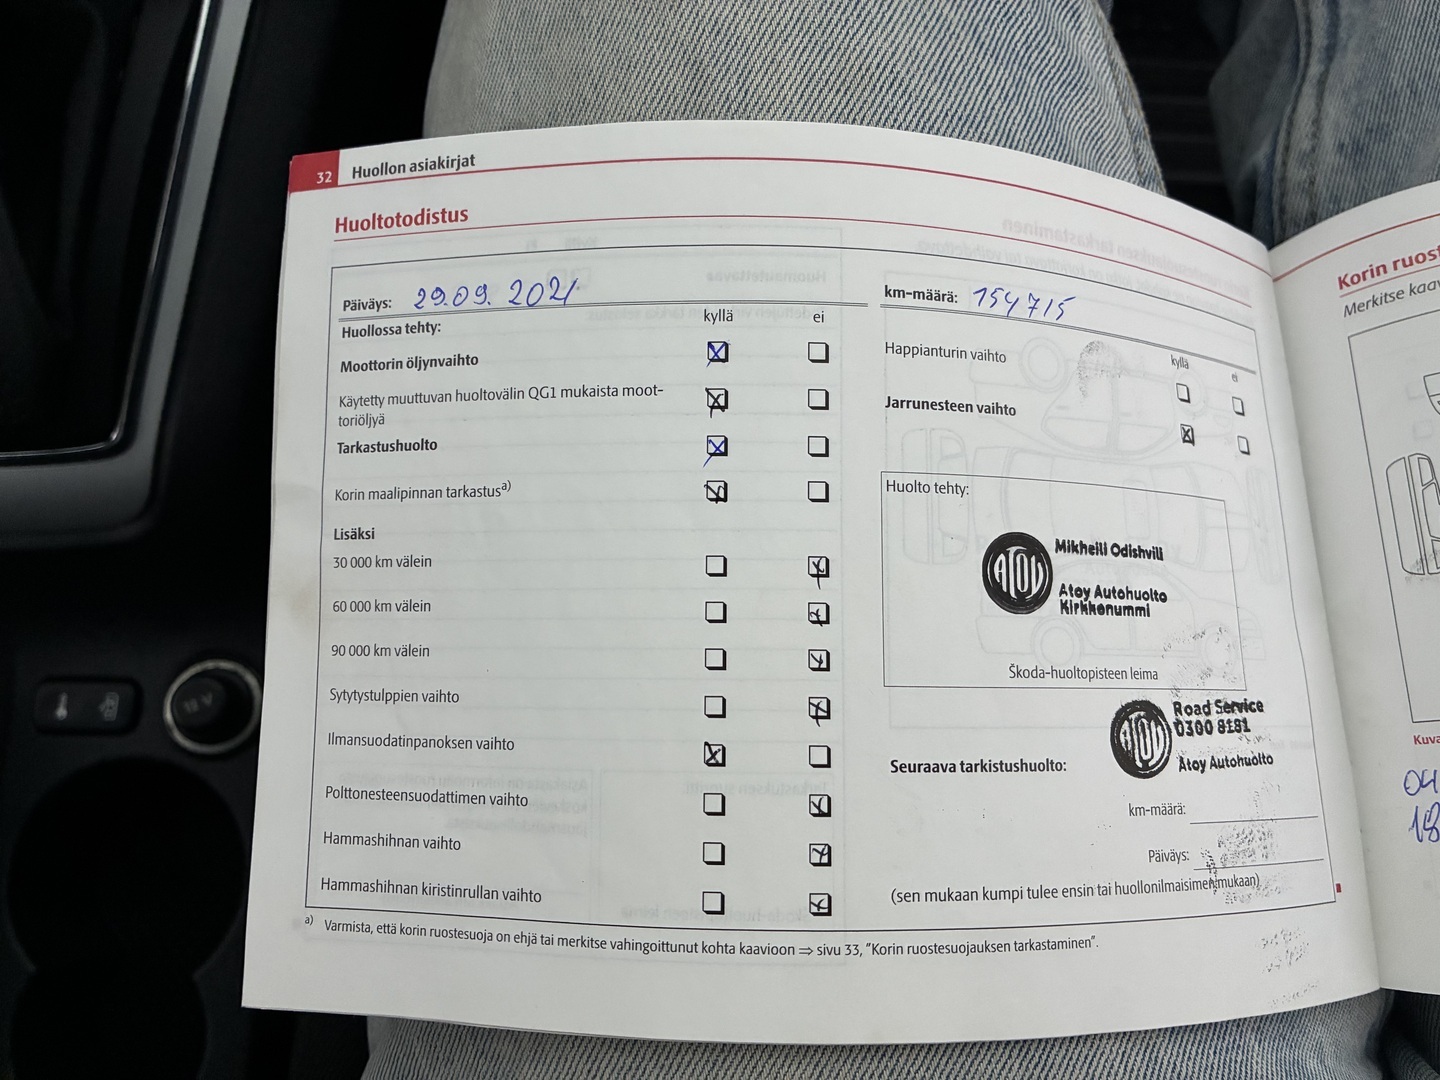 32 Huollon asiakirjat
Huoltotodistus
Päiväys: 29.09. 2021
Huollossa tehty:
kyllä ei
Moottorin öljynvaihto
Käytetty muuttuvan huoltovälin QG1 mukaista moot-
toriöljyä
Tarkastushuolto
Korin maalipinnan tarkastus a)
Lisäksi
30 000 km välein
60 000 km välein
90 000 km välein
Sytytystulppien vaihto
Ilmansuodatinpanoksen vaihto
Polttonesteensuodattimen vaihto
Hammashihnan vaihto
Hammashihnan kiristinrullan vaihto
km-määrä: 154715
kyllä ei
Happianturin vaihto
Jarrunesteen vaihto
Huolto tehty:
ATOY
Mikheili Odishvili
Atoy Autohuolto
Kirkkonummi
Škoda-huoltopisteen leima
ATOY
Road Service
0300 8181
Atoy Autohuolto
Seuraava tarkistushuolto:
km-määrä:
Päiväys:
(sen mukaan kumpi tulee ensin tai huollonilmaisimen mukaan)
a) Varmista, että korin ruostesuoja on ehjä tai merkitse vahingoittunut kohta kaavioon ⇒ sivu 33, "Korin ruostesuojauksen tarkastaminen".
Korin ruost
Merkitse kaav
Kuva
04
18